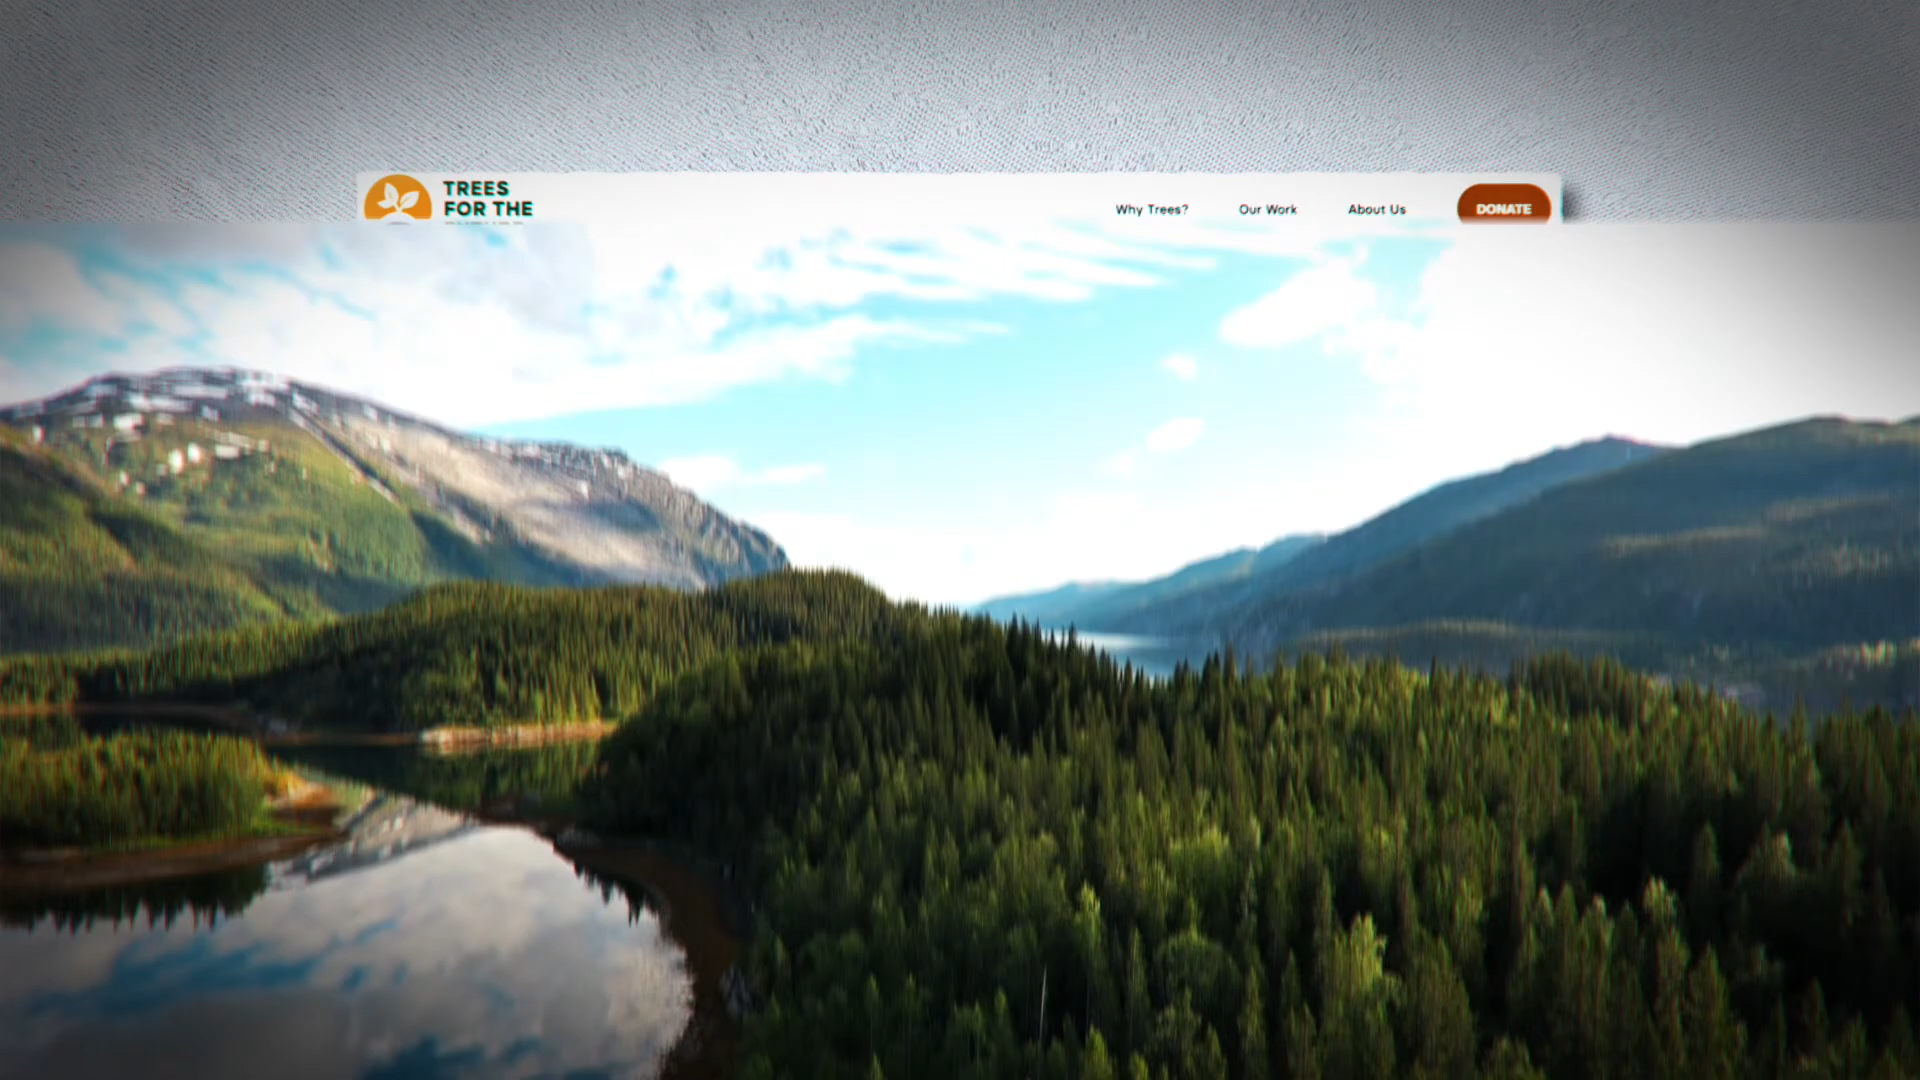 TREES
FOR THE
Why Trees?
Our Work
About Us
DONATE